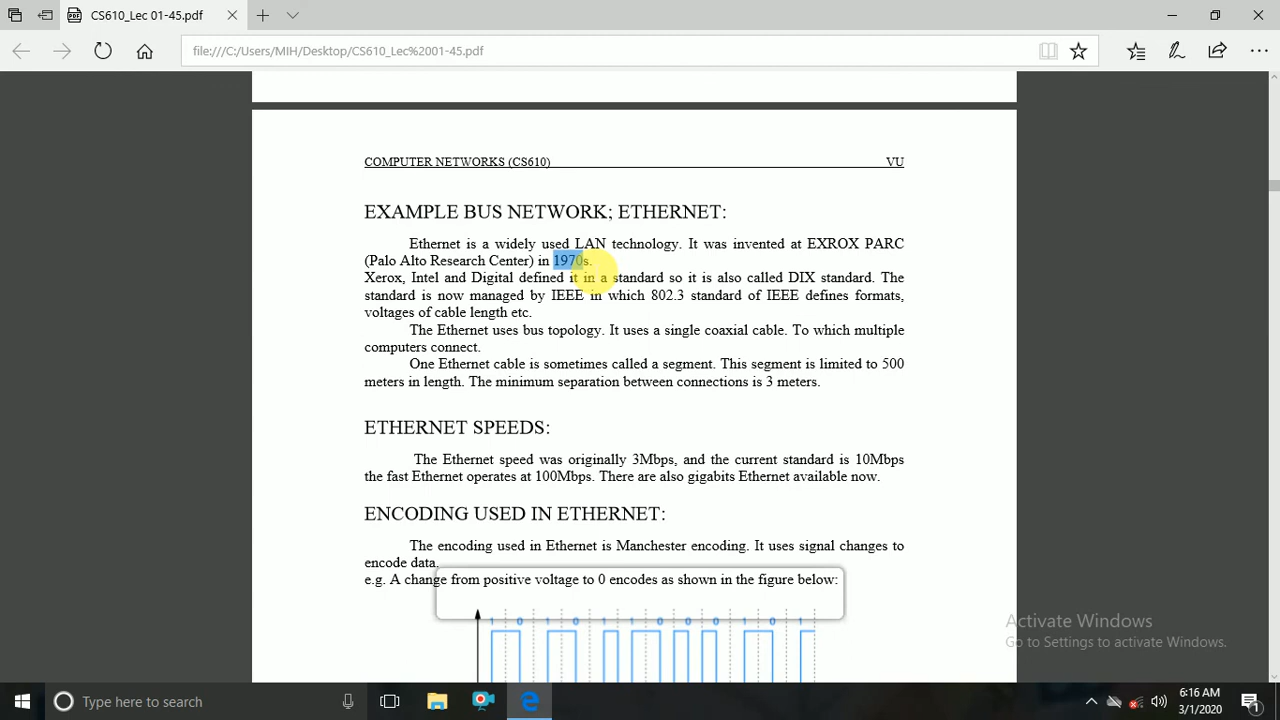 CS610_Lec 01-45.pdf
file:///C:/Users/MIH/Desktop/CS610_Lec%2001-45.pdf
COMPUTER NETWORKS (CS610) VU
EXAMPLE BUS NETWORK; ETHERNET:
Ethernet is a widely used LAN technology. It was invented at EXROX PARC
(Palo Alto Research Center) in 1970s.
Xerox, Intel and Digital defined it in a standard so it is also called DIX standard. The
standard is now managed by IEEE in which 802.3 standard of IEEE defines formats,
voltages of cable length etc.
The Ethernet uses bus topology. It uses a single coaxial cable. To which multiple
computers connect.
One Ethernet cable is sometimes called a segment. This segment is limited to 500
meters in length. The minimum separation between connections is 3 meters.
ETHERNET SPEEDS:
The Ethernet speed was originally 3Mbps, and the current standard is 10Mbps
the fast Ethernet operates at 100Mbps. There are also gigabits Ethernet available now.
ENCODING USED IN ETHERNET:
The encoding used in Ethernet is Manchester encoding. It uses signal changes to
encode data.
e.g. A change from positive voltage to 0 encodes as shown in the figure below:
1 0 1 0 1 1 0 0 0 1 0 1
Activate Windows
Go to Settings to activate Windows.
Type here to search
6:16 AM
3/1/2020
1